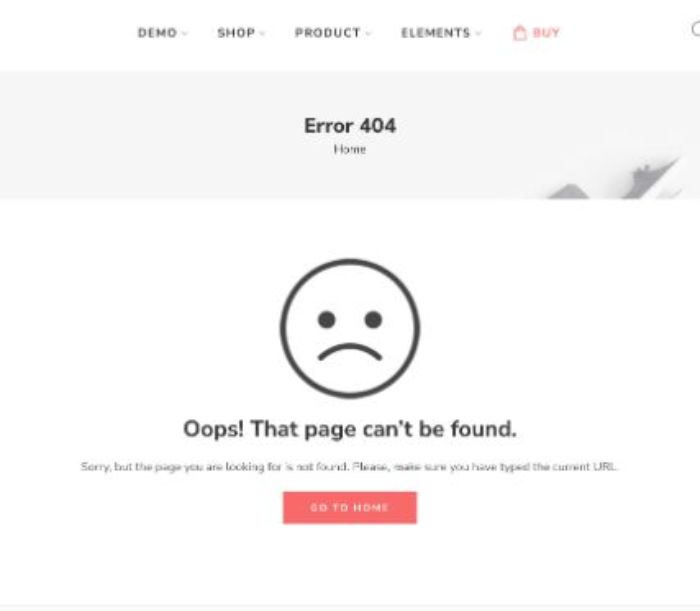 DEMO SHOP PRODUCT ELEMENTS BUY
Error 404
Home
Oops! That page can't be found.
Sorry, but the page you are looking for is not found. Please, make sure you have typed the current URL.
GO TO HOME